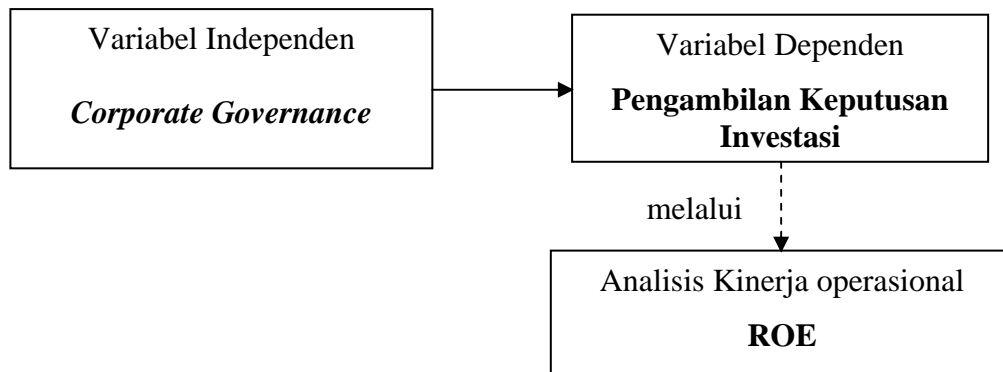 Variabel Independen
Corporate Governance
Variabel Dependen
Pengambilan Keputusan
Investasi
melalui
Analisis Kinerja operasional
ROE